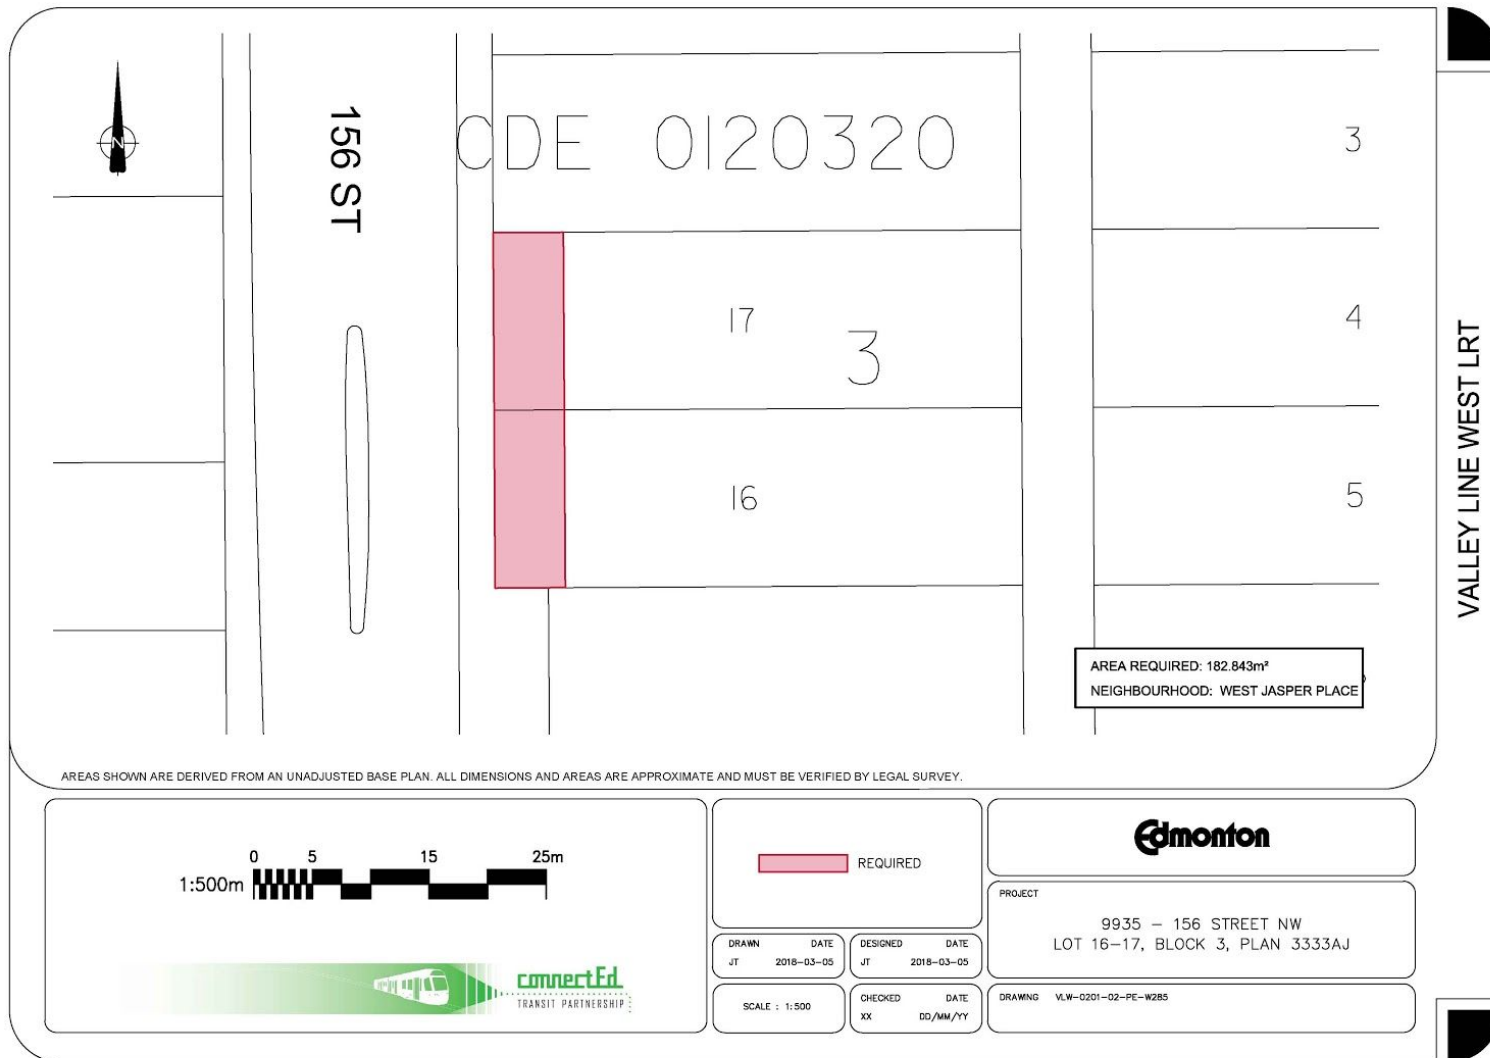 N
156 ST
CDE 0120320
3
17
3
4
16
5
AREA REQUIRED: 182.843m²
NEIGHBOURHOOD: WEST JASPER PLACE
VALLEY LINE WEST LRT
AREAS SHOWN ARE DERIVED FROM AN UNADJUSTED BASE PLAN. ALL DIMENSIONS AND AREAS ARE APPROXIMATE AND MUST BE VERIFIED BY LEGAL SURVEY.
0 5 15 25m
1:500m
connectEd
TRANSIT PARTNERSHIP
REQUIRED
DRAWN DATE
JT 2018-03-05
DESIGNED DATE
JT 2018-03-05
SCALE : 1:500
CHECKED DATE
XX DD/MM/YY
Edmonton
PROJECT
9935 - 156 STREET NW
LOT 16-17, BLOCK 3, PLAN 3333AJ
DRAWING VLW-0201-02-PE-W285